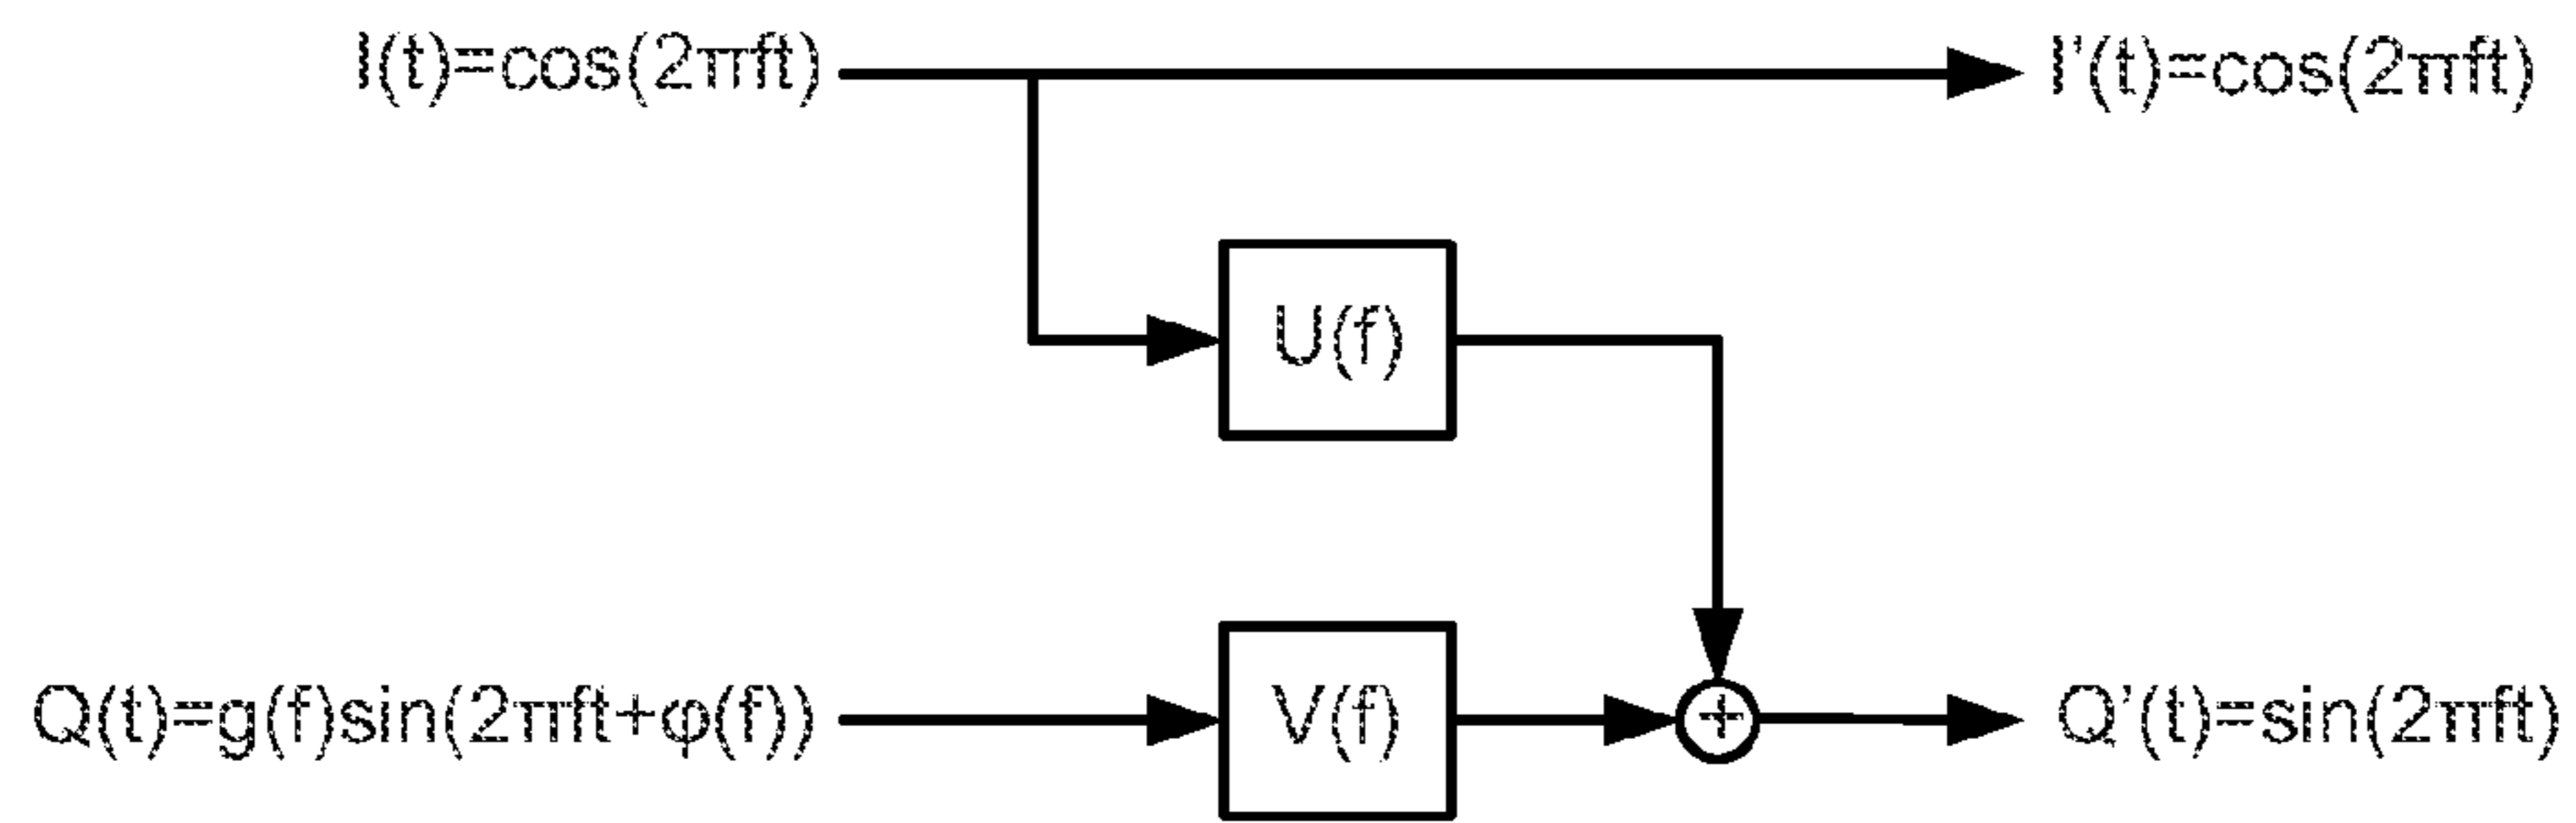 I(t)=cos(2πft)
I’(t)=cos(2πft)
U(f)
V(f)
+
Q(t)=g(f)sin(2πft+φ(f))
Q’(t)=sin(2πft)